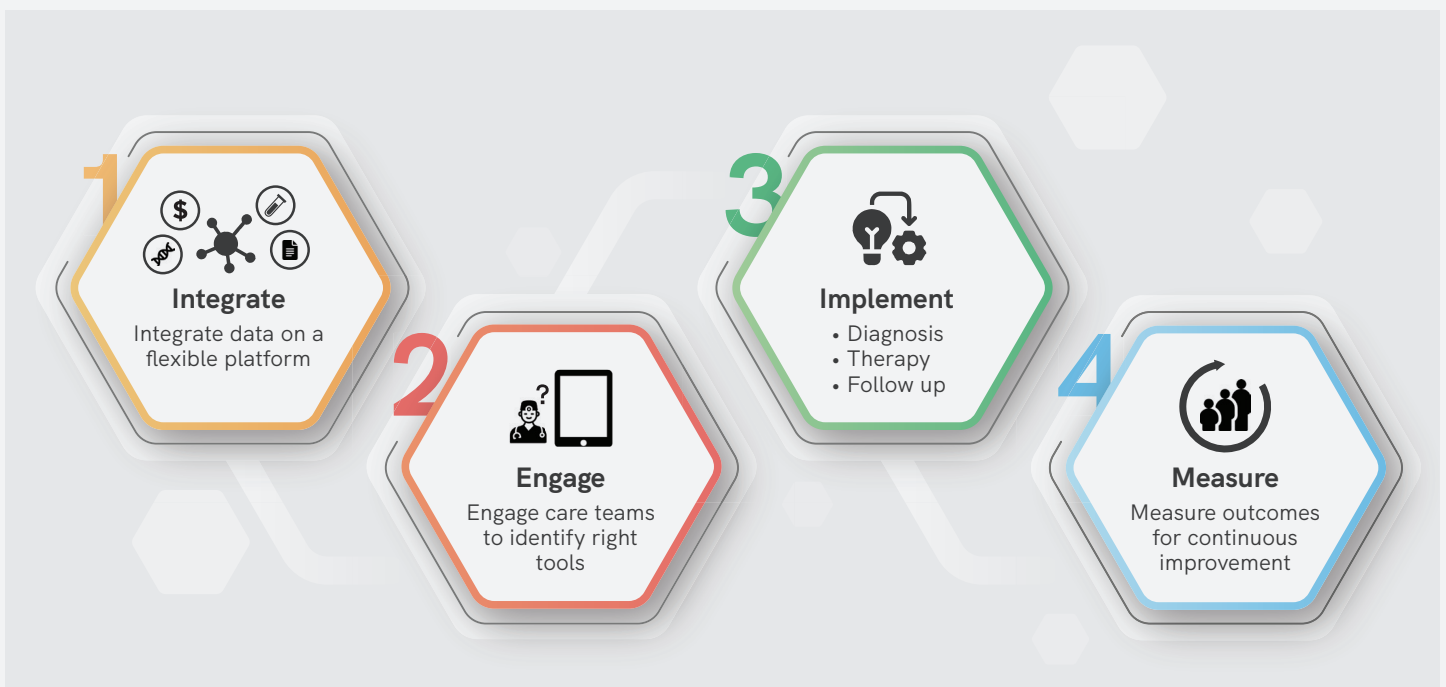 1
$
Integrate
Integrate data on a
flexible platform
2
?
Engage
Engage care teams
to identify right
tools
3
Implement
• Diagnosis
• Therapy
• Follow up
4
Measure
Measure outcomes
for continuous
improvement